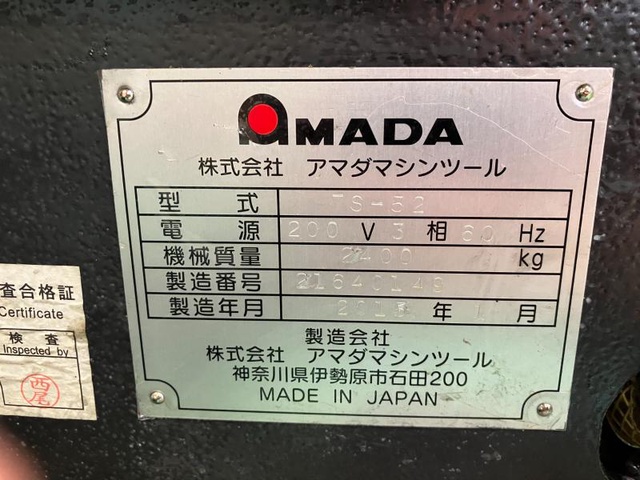 AMADA
株式会社 アマダマシンツール
型式
電源 200 V 3 相 60 Hz
機械質量 2400 kg
製造番号 21640149
製造年月 年 月
製造会社
株式会社 アマダマシンツール
神奈川県伊勢原市石田200
MADE IN JAPAN
査合格証
Certificate
検査
Inspected by
西尾